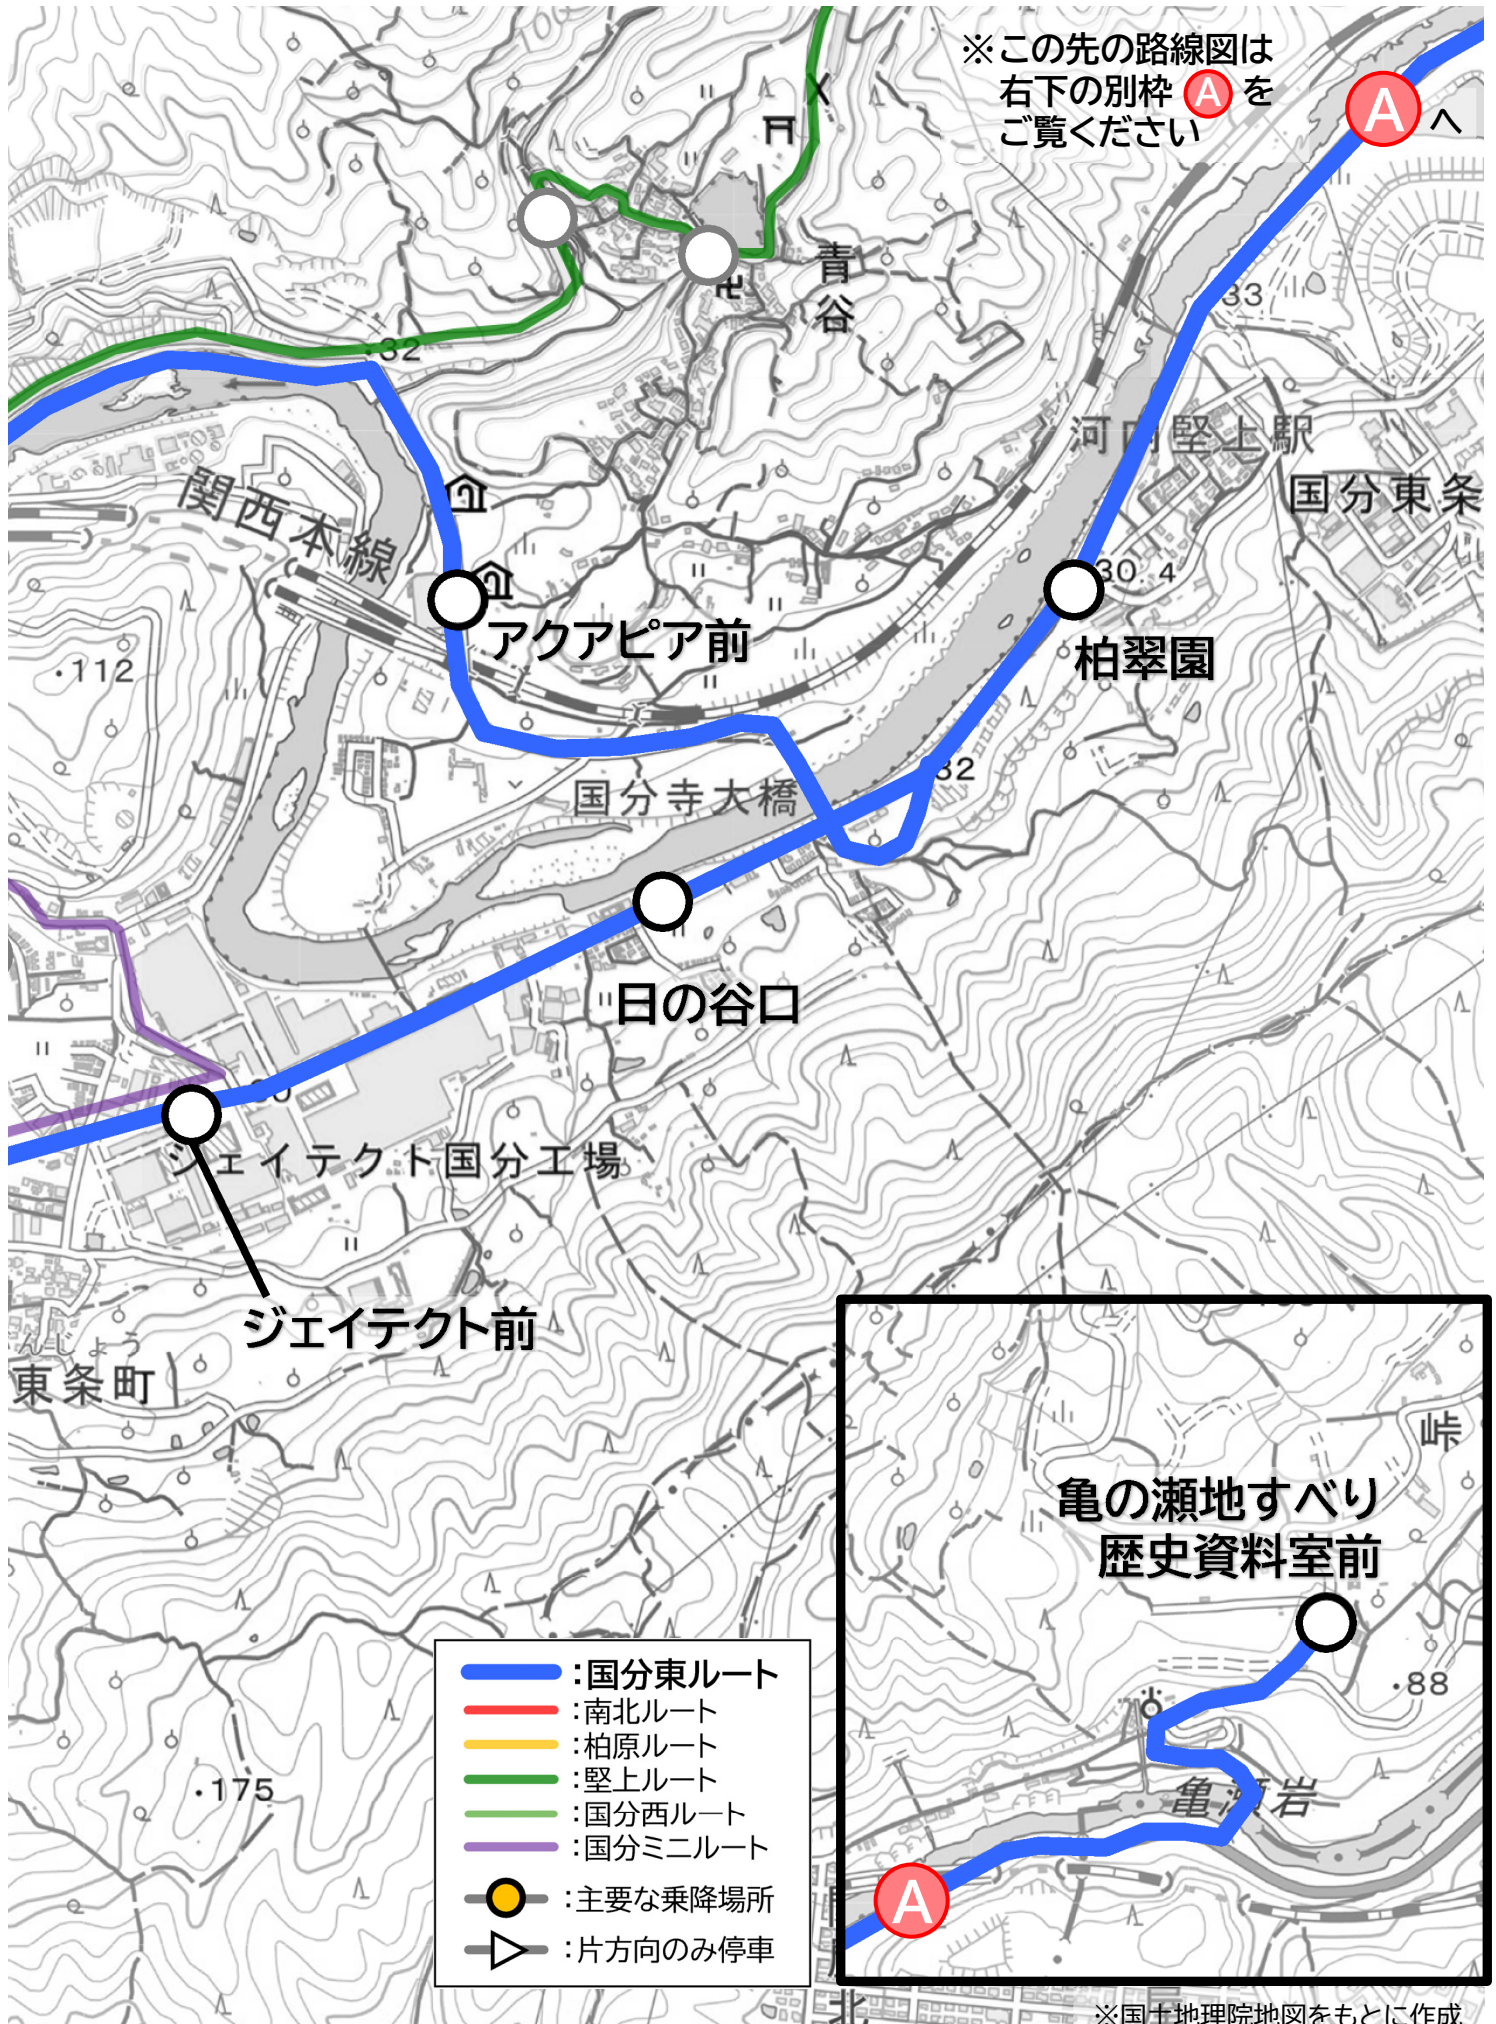 ※この先の路線図は
右下の別枠 A を
ご覧ください
A へ
青谷
32
33
河内堅上駅
国分東条
関西本線
30.4
アクアピア前
柏翠園
・112
国分寺大橋
32
日の谷口
ジェイテクト国分工場
ジェイテクト前
んじょう
東条町
峠
亀の瀬地すべり
歴史資料室前
・88
亀瀬岩
A
・175
：国分東ルート
：南北ルート
：柏原ルート
：堅上ルート
：国分西ルート
：国分ミニルート
：主要な乗降場所
：片方向のみ停車
北
※国土地理院地図をもとに作成